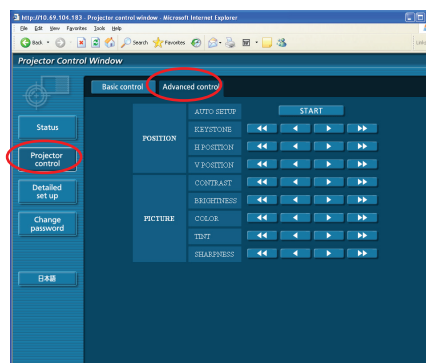 http://10.69.104.183 - Projector control window - Microsoft Internet Explorer
File Edit View Favorites Tools Help
Back Search Favorites
Projector Control Window
Basic control Advanced control
Status
Projector control
Detailed set up
Change password
日本語
AUTO SETUP START
POSITION
KEYSTONE
H POSITION
V POSITION
PICTURE
CONTRAST
BRIGHTNESS
COLOR
TINT
SHARPNESS